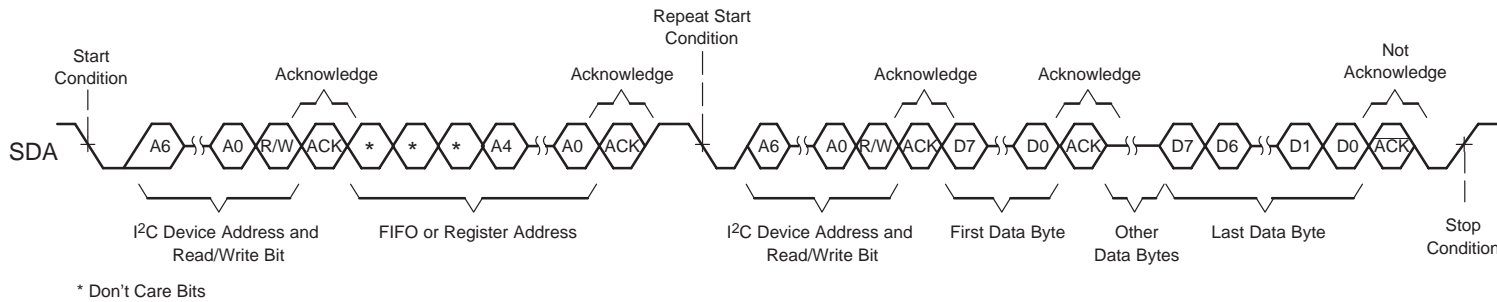 Repeat Start
Condition
Start
Condition
Not
Acknowledge
Acknowledge
Acknowledge
Acknowledge
Acknowledge
SDA
A6 A0 R/W ACK * * * A4 A0 ACK A6 A0 R/W ACK D7 D0 ACK D7 D6 D1 D0 ACK
I²C Device Address and
Read/Write Bit
FIFO or Register Address
I²C Device Address and
Read/Write Bit
First Data Byte
Other
Data Bytes
Last Data Byte
Stop
Condition
* Don't Care Bits